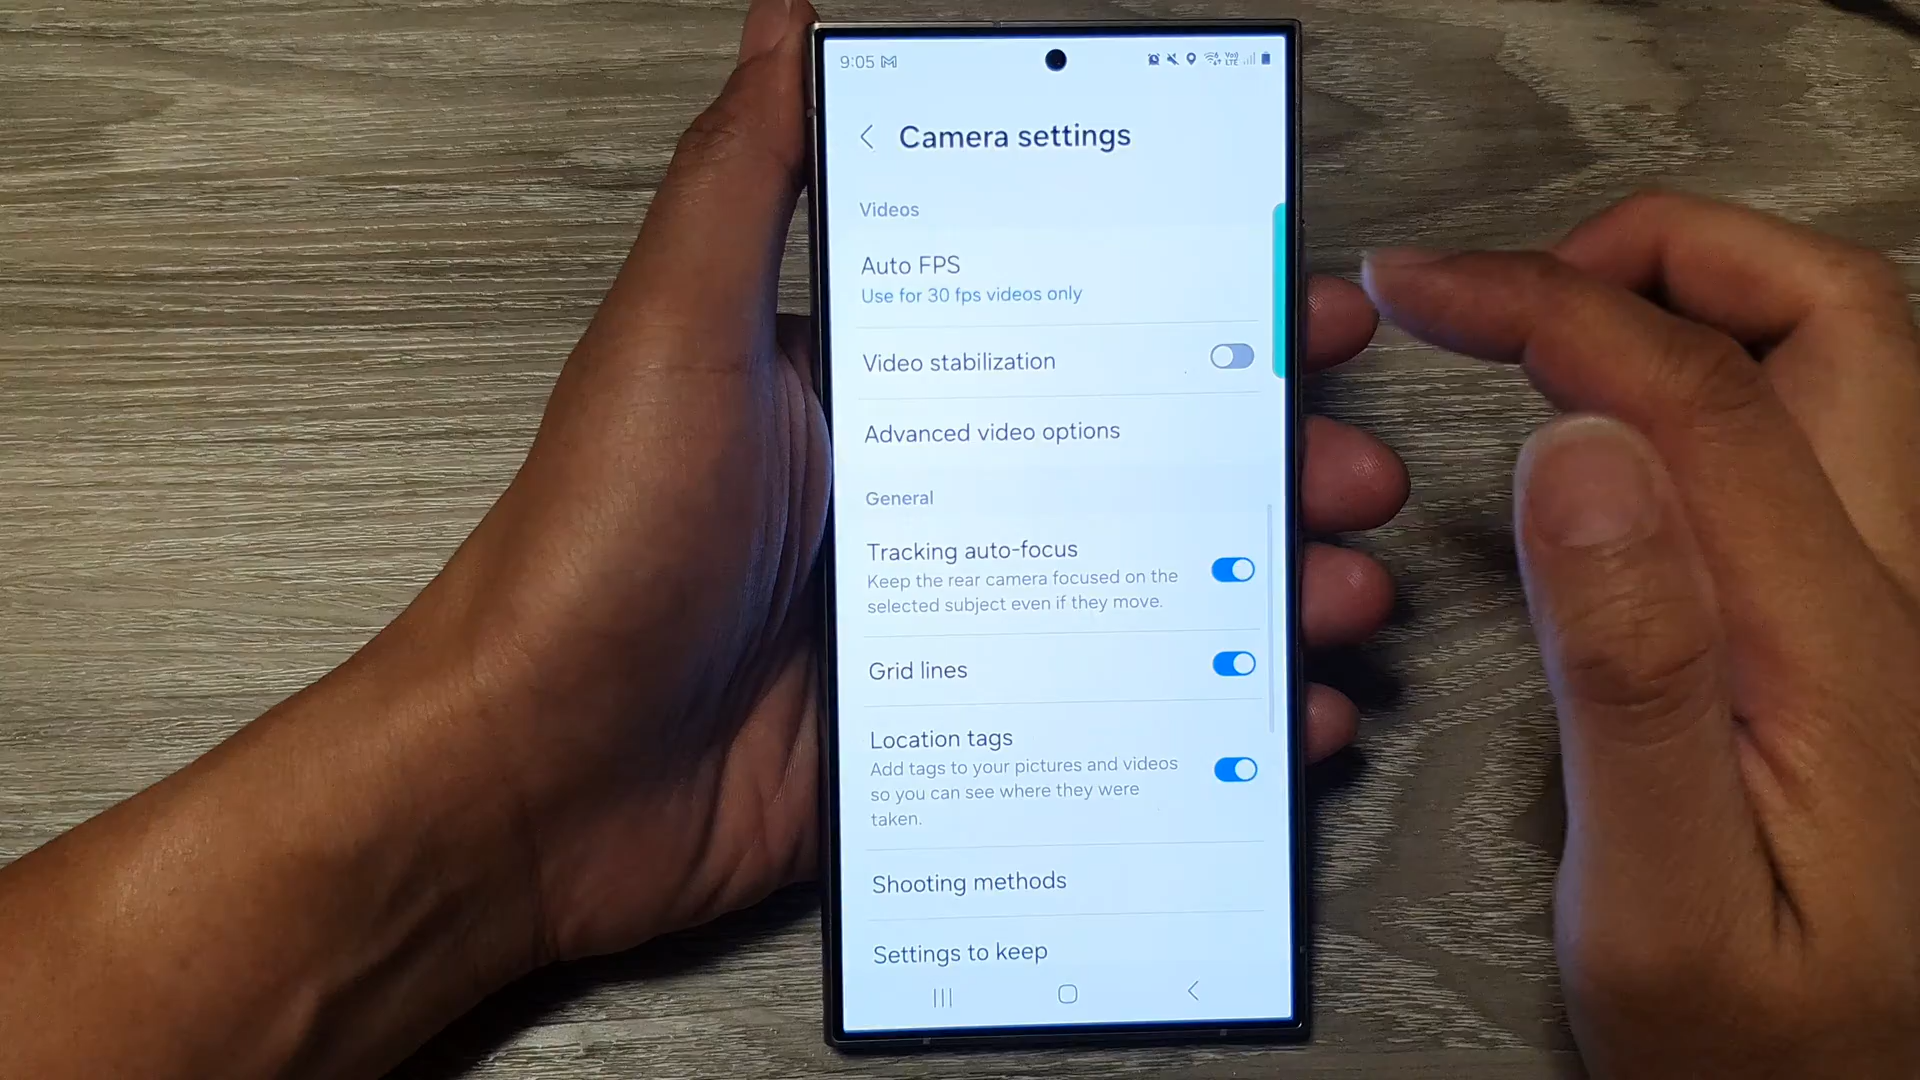 9:05
Camera settings
Videos
Auto FPS
Use for 30 fps videos only
Video stabilization
Advanced video options
General
Tracking auto-focus
Keep the rear camera focused on the
selected subject even if they move.
Grid lines
Location tags
Add tags to your pictures and videos
so you can see where they were
taken.
Shooting methods
Settings to keep